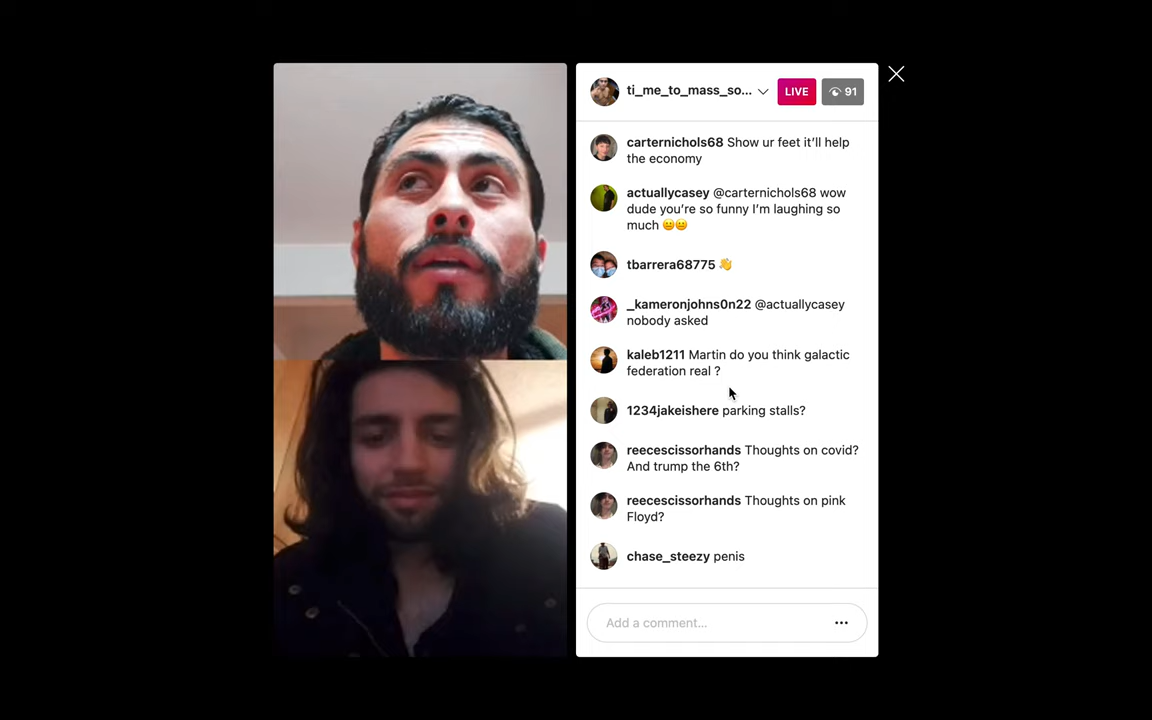 ti_me_to_mass_so...
LIVE
91
carternichols68 Show ur feet it’ll help
the economy
actuallycasey @carternichols68 wow
dude you’re so funny I’m laughing so
much 😐😐
tbarrera68775 👋
_kameronjohns0n22 @actuallycasey
nobody asked
kaleb1211 Martin do you think galactic
federation real ?
1234jakeishere parking stalls?
reecescissorhands Thoughts on covid?
And trump the 6th?
reecescissorhands Thoughts on pink
Floyd?
chase_steezy penis
Add a comment...